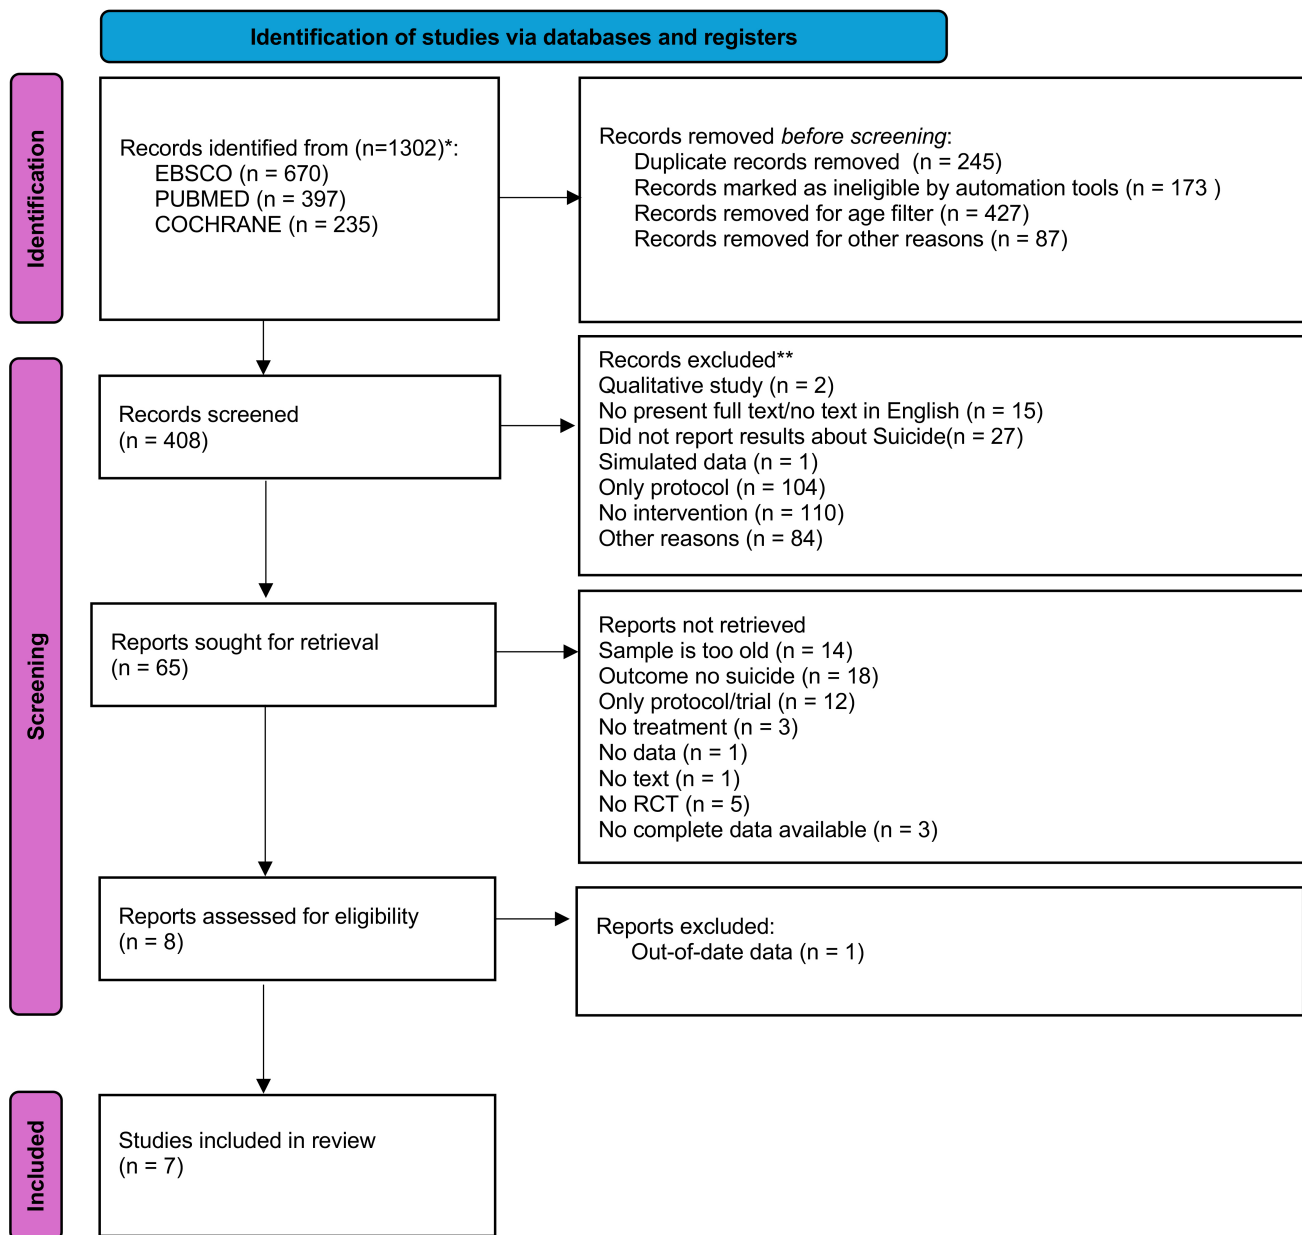 Identification of studies via databases and registers
Identification
Records identified from (n=1302)*:
EBSCO (n = 670)
PUBMED (n = 397)
COCHRANE (n = 235)
Records removed before screening:
Duplicate records removed  (n = 245)
Records marked as ineligible by automation tools (n = 173 )
Records removed for age filter (n = 427)
Records removed for other reasons (n = 87)
Screening
Records screened
(n = 408)
Records excluded**
Qualitative study (n = 2)
No present full text/no text in English (n = 15)
Did not report results about Suicide(n = 27)
Simulated data (n = 1)
Only protocol (n = 104)
No intervention (n = 110)
Other reasons (n = 84)
Reports sought for retrieval
(n = 65)
Reports not retrieved
Sample is too old (n = 14)
Outcome no suicide (n = 18)
Only protocol/trial (n = 12)
No treatment (n = 3)
No data (n = 1)
No text (n = 1)
No RCT (n = 5)
No complete data available (n = 3)
Reports assessed for eligibility
(n = 8)
Reports excluded:
Out-of-date data (n = 1)
Included
Studies included in review
(n = 7)